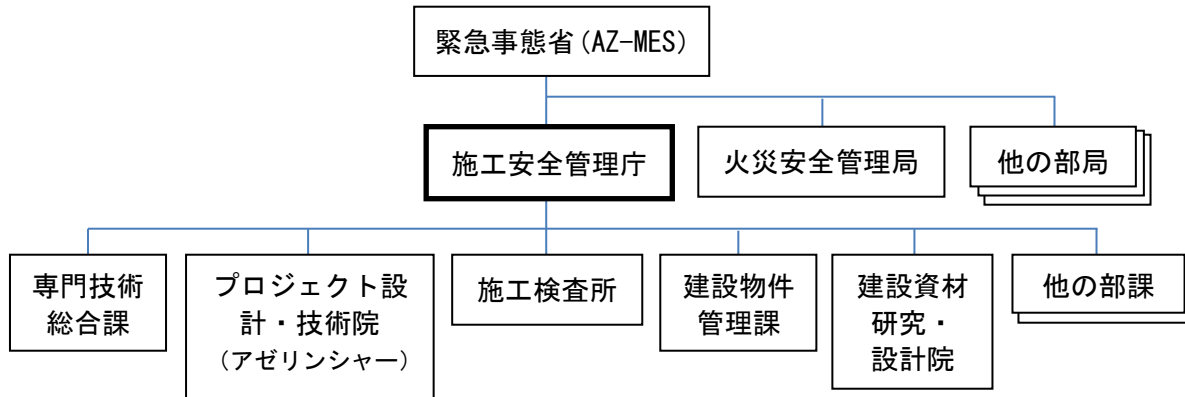 緊急事態省(AZ-MES)
施工安全管理庁
火災安全管理局
他の部局
専門技術
総合課
プロジェクト設
計・技術院
（アゼリンシャー）
施工検査所
建設物件
管理課
建設資材
研究・
設計院
他の部課